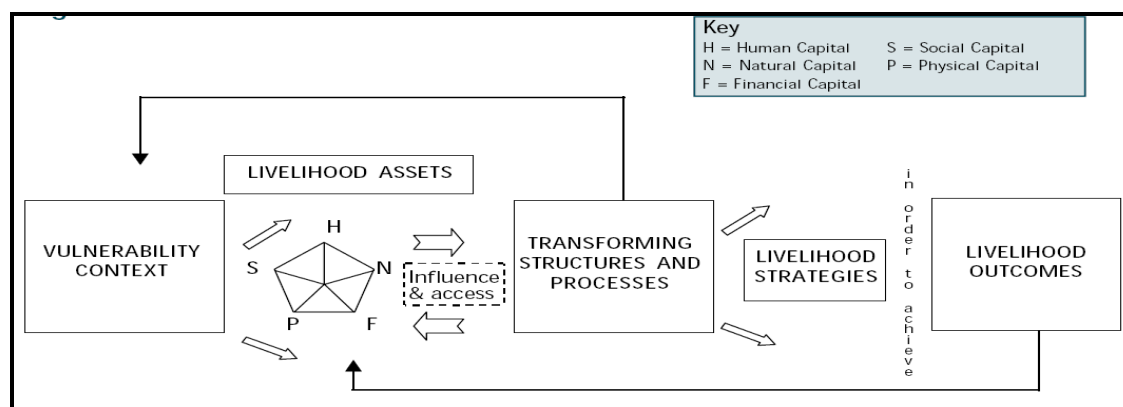 Key
H = Human Capital S = Social Capital
N = Natural Capital P = Physical Capital
F = Financial Capital
LIVELIHOOD ASSETS
VULNERABILITY
CONTEXT
H
S
N
P
F
Influence
& access
TRANSFORMING
STRUCTURES AND
PROCESSES
LIVELIHOOD
STRATEGIES
in order to achieve
LIVELIHOOD
OUTCOMES